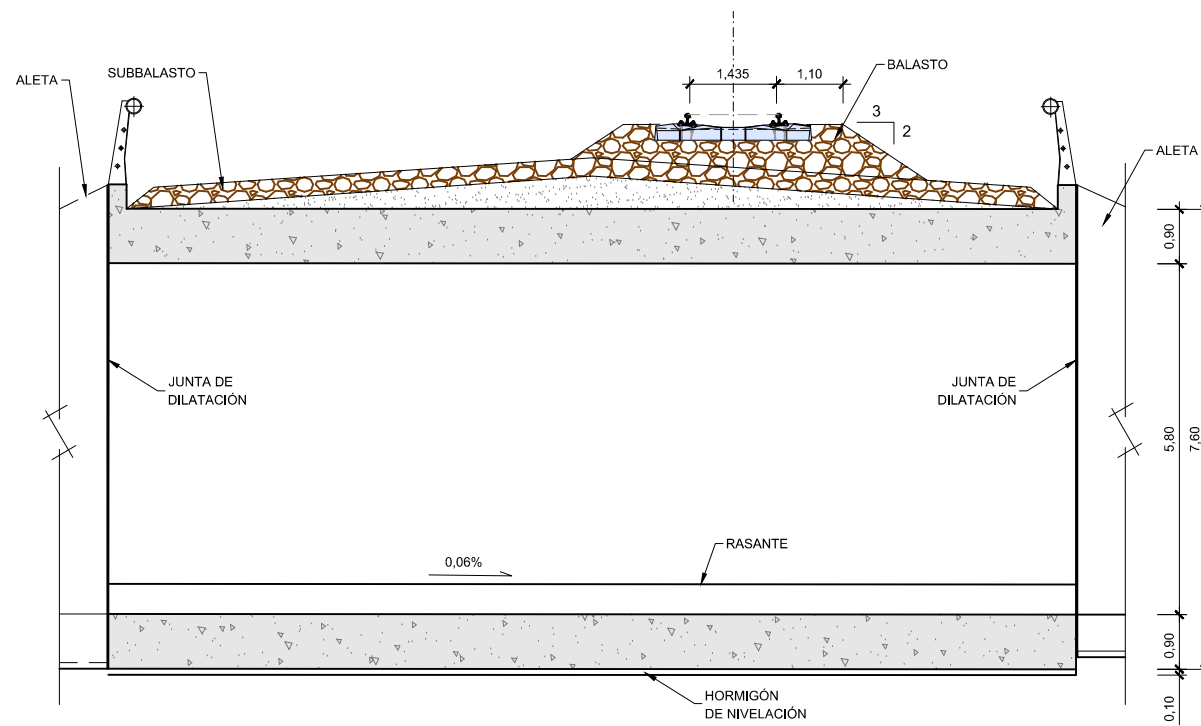 ALETA
SUBBALASTO
1,435
1,10
BALASTO
3
2
ALETA
0,90
JUNTA DE
DILATACIÓN
JUNTA DE
DILATACIÓN
5,80
7,60
RASANTE
0,06%
0,90
HORMIGÓN
DE NIVELACIÓN
0,10